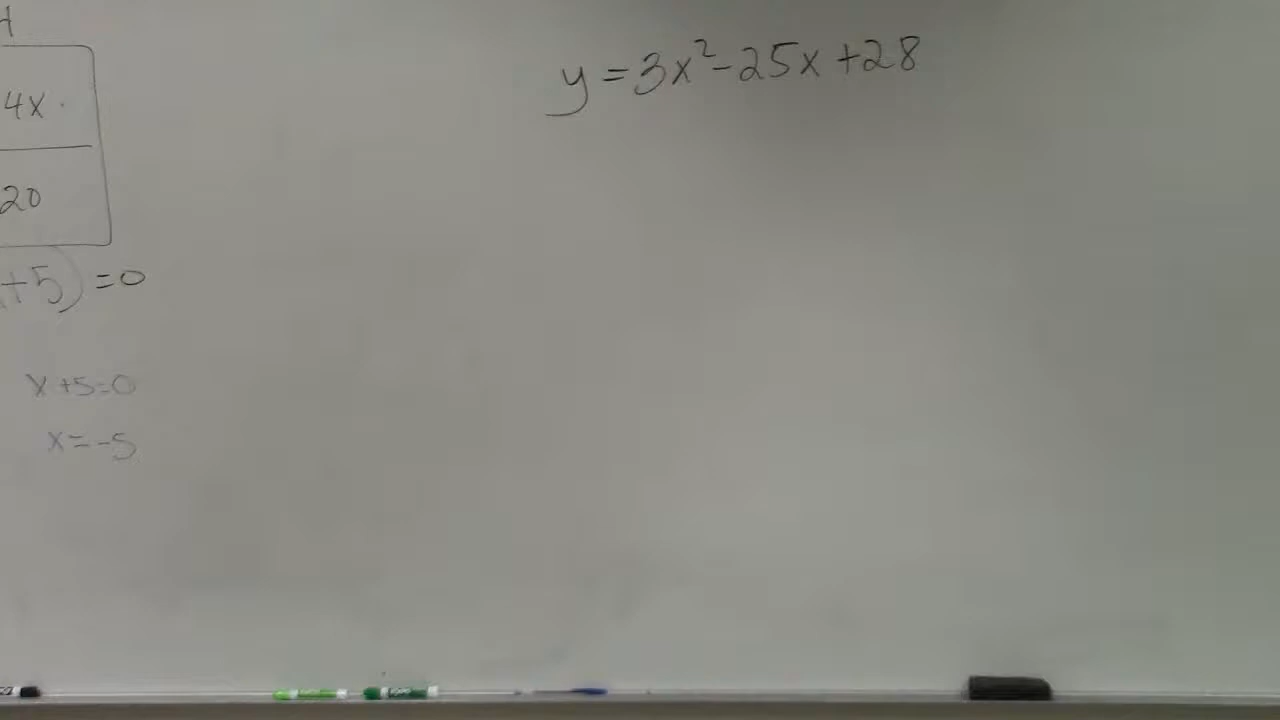 y = 3x² - 25x + 28
4x
20
+5) = 0
x + 5 = 0
x = -5